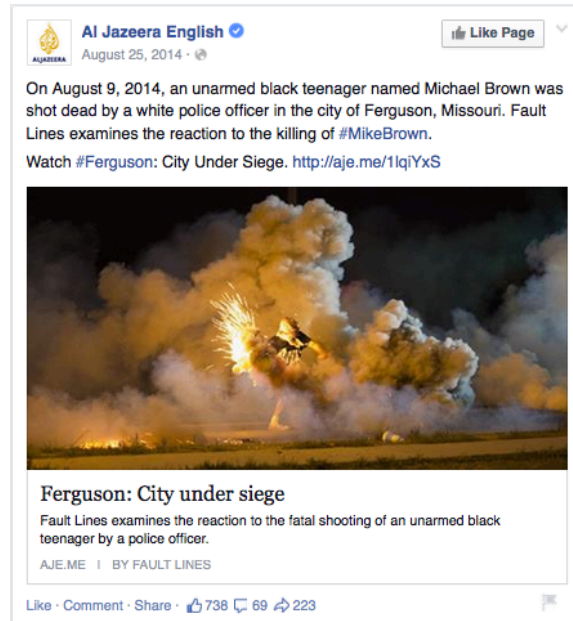 Al Jazeera English
Like Page
August 25, 2014 ·
ALJAZEERA
On August 9, 2014, an unarmed black teenager named Michael Brown was
shot dead by a white police officer in the city of Ferguson, Missouri. Fault
Lines examines the reaction to the killing of #MikeBrown.
Watch #Ferguson: City Under Siege. http://aje.me/1lqiYxS
Ferguson: City under siege
Fault Lines examines the reaction to the fatal shooting of an unarmed black
teenager by a police officer.
AJE.ME | BY FAULT LINES
Like · Comment · Share · 738 69 223